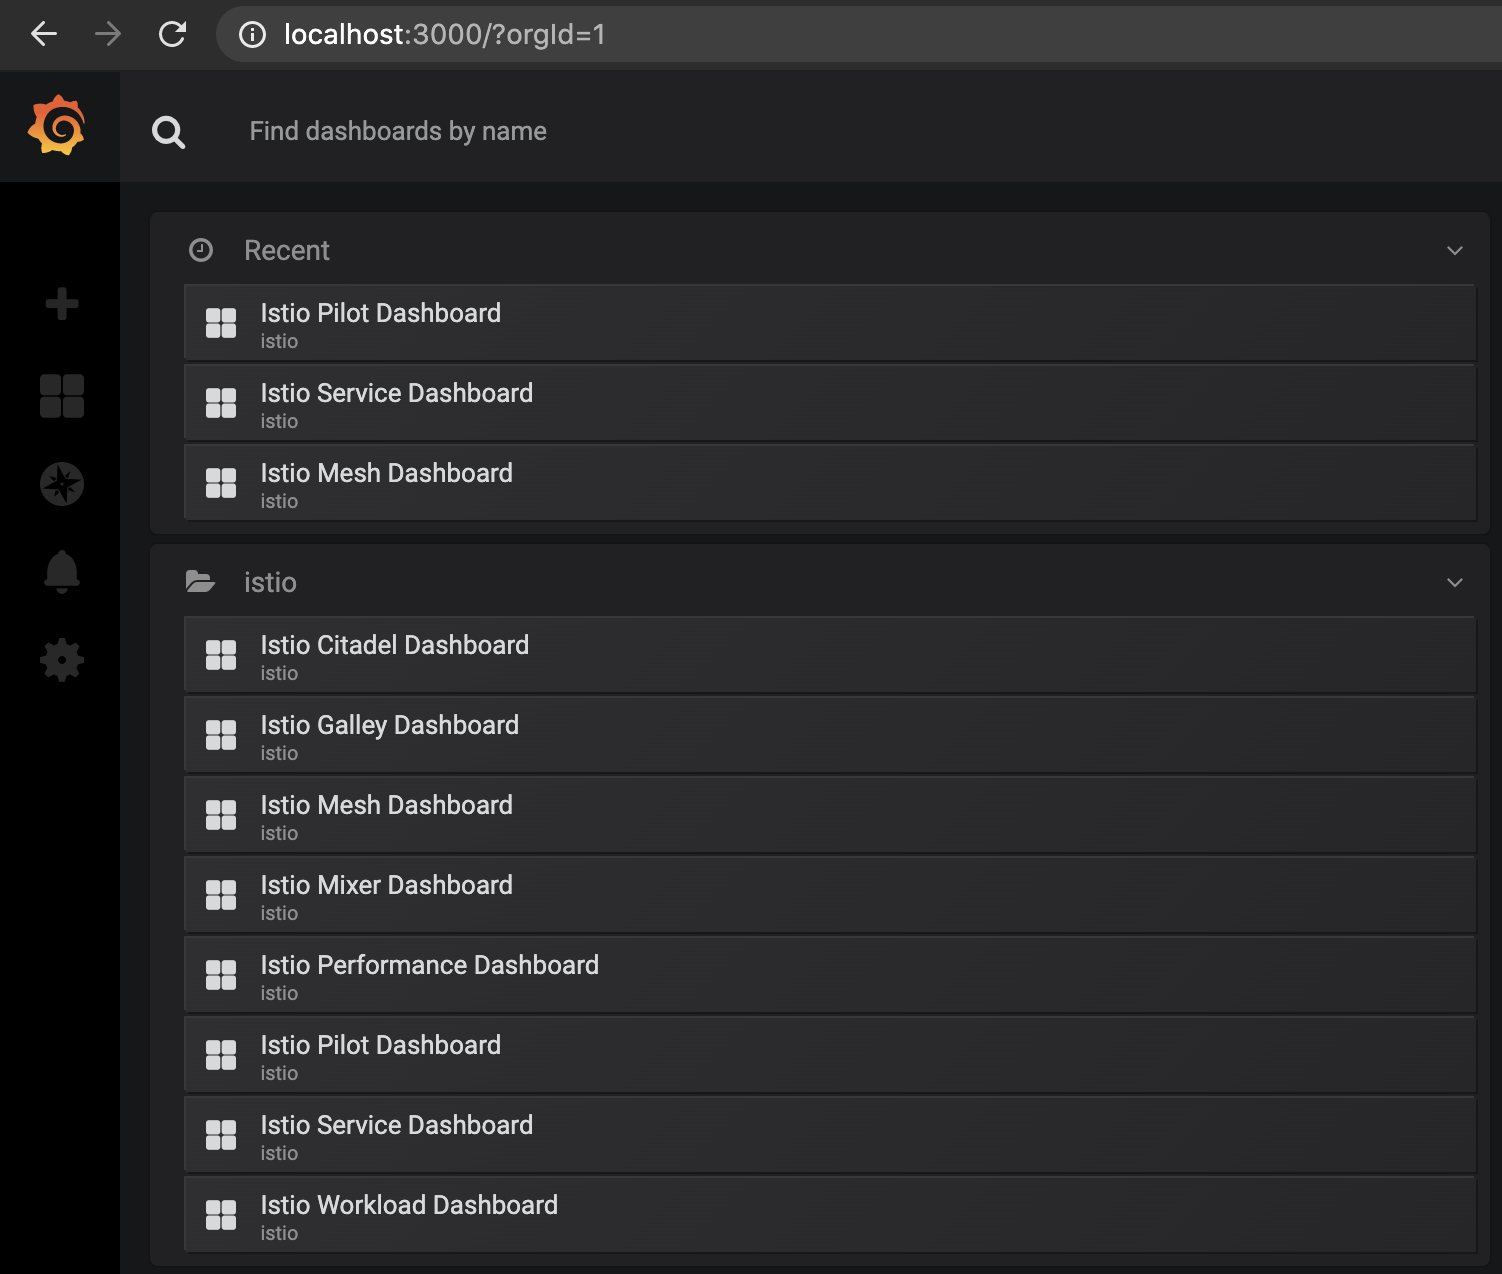 localhost:3000/?orgId=1
Find dashboards by name
Recent
Istio Pilot Dashboard
istio
Istio Service Dashboard
istio
Istio Mesh Dashboard
istio
istio
Istio Citadel Dashboard
istio
Istio Galley Dashboard
istio
Istio Mesh Dashboard
istio
Istio Mixer Dashboard
istio
Istio Performance Dashboard
istio
Istio Pilot Dashboard
istio
Istio Service Dashboard
istio
Istio Workload Dashboard
istio